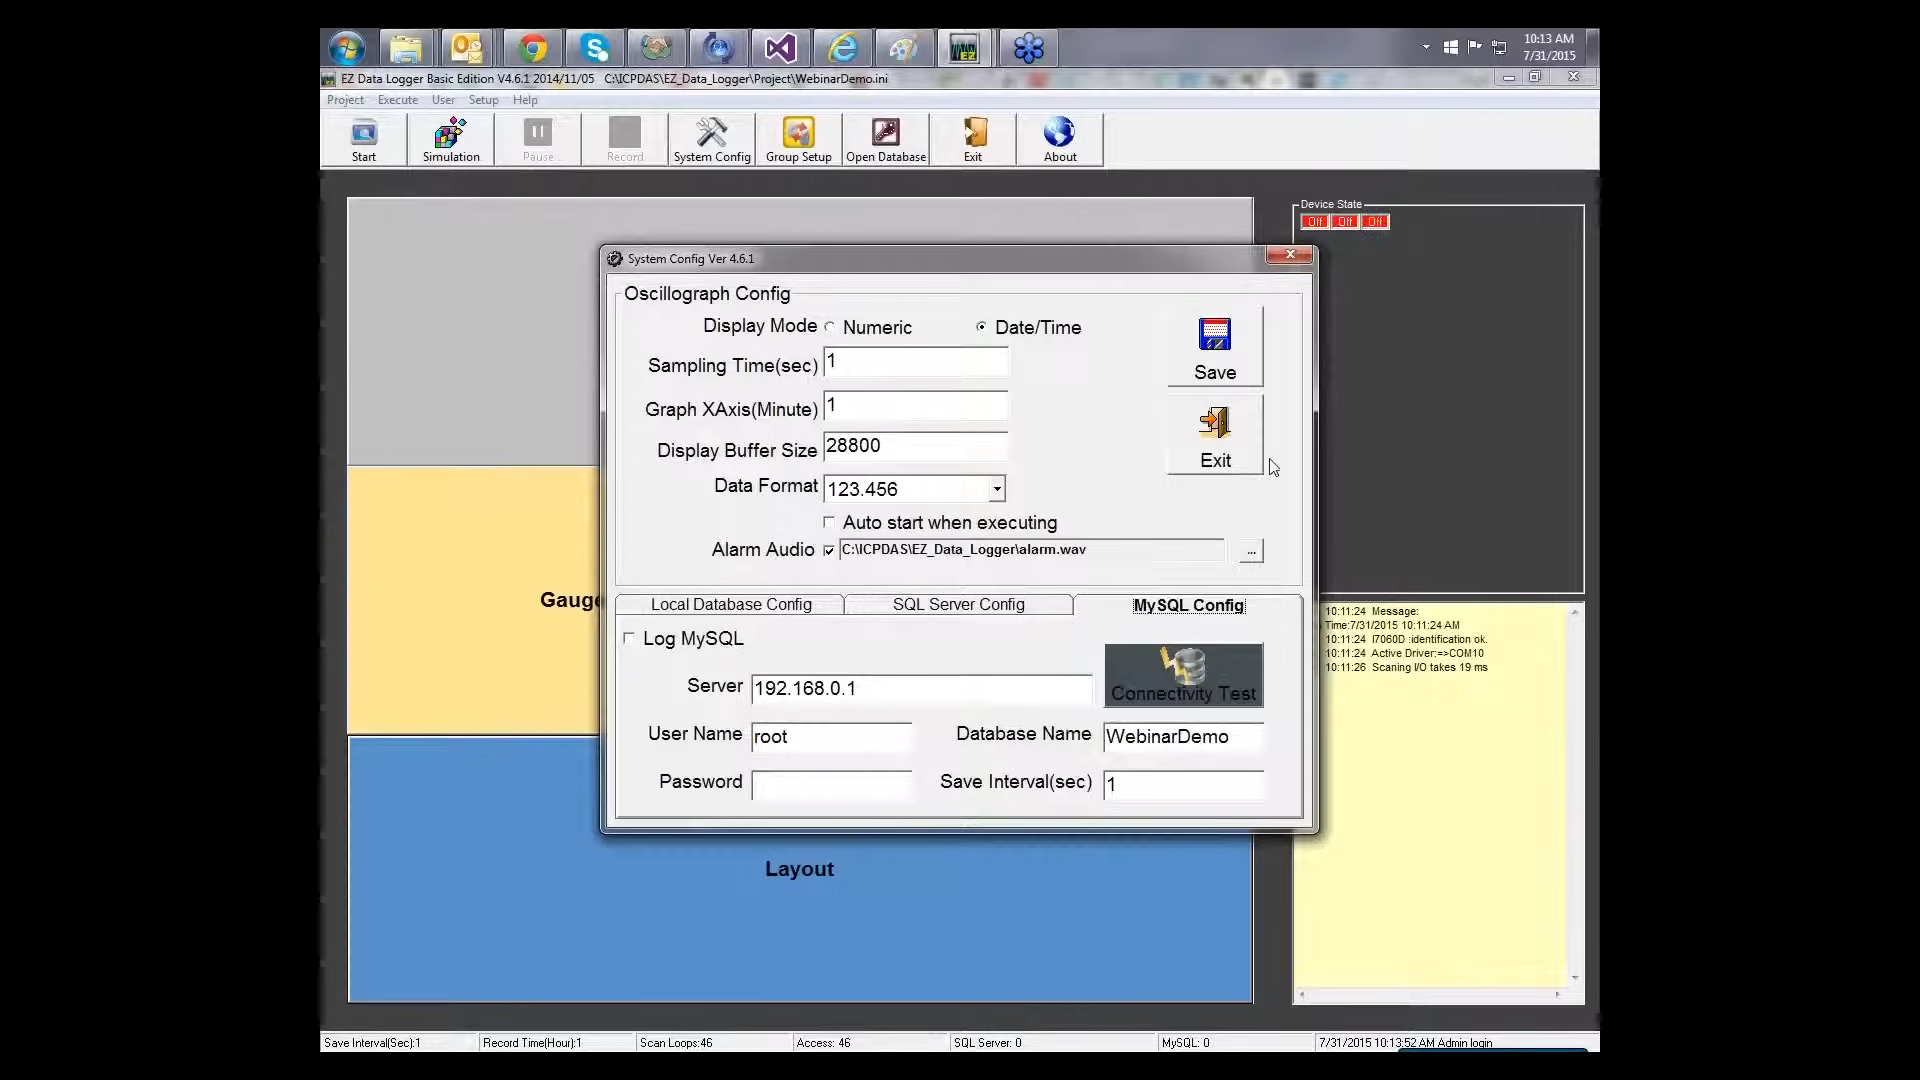 10:13 AM
7/31/2015
EZ Data Logger Basic Edition V4.6.1 2014/11/05 C:\ICPDAS\EZ_Data_Logger\Project\WebinarDemo.ini
Project Execute User Setup Help
Start Simulation Pause Record System Config Group Setup Open Database Exit About
Device State
Off Off Off
System Config Ver 4.6.1
Oscillograph Config
Display Mode Numeric Date/Time
Sampling Time(sec) 1
Save
Graph XAxis(Minute) 1
Display Buffer Size 28800
Exit
Data Format 123.456
Auto start when executing
Alarm Audio C:\ICPDAS\EZ_Data_Logger\alarm.wav ...
Gauge
Local Database Config SQL Server Config MySQL Config
Log MySQL
Server 192.168.0.1
Connectivity Test
User Name root Database Name WebinarDemo
Password Save Interval(sec) 1
10:11:24 Message:
Time:7/31/2015 10:11:24 AM
10:11:24 I7060D :identification ok.
10:11:24 Active Driver:=>COM10
10:11:26 Scaning I/O takes 19 ms
Layout
Save Interval(Sec):1 Record Time(Hour):1 Scan Loops:46 Access: 46 SQL Server: 0 MySQL: 0 7/31/2015 10:13:52 AM Admin login